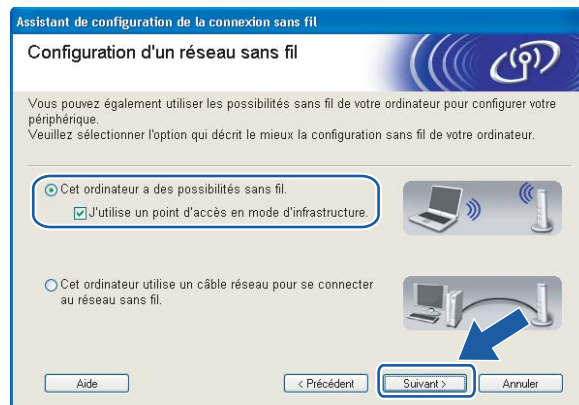 Assistant de configuration de la connexion sans fil
Configuration d'un réseau sans fil
Vous pouvez également utiliser les possibilités sans fil de votre ordinateur pour configurer votre
périphérique.
Veuillez sélectionner l'option qui décrit le mieux la configuration sans fil de votre ordinateur.
Cet ordinateur a des possibilités sans fil.
J'utilise un point d'accès en mode d'infrastructure.
Cet ordinateur utilise un câble réseau pour se connecter
au réseau sans fil.
Aide
< Précédent
Suivant >
Annuler